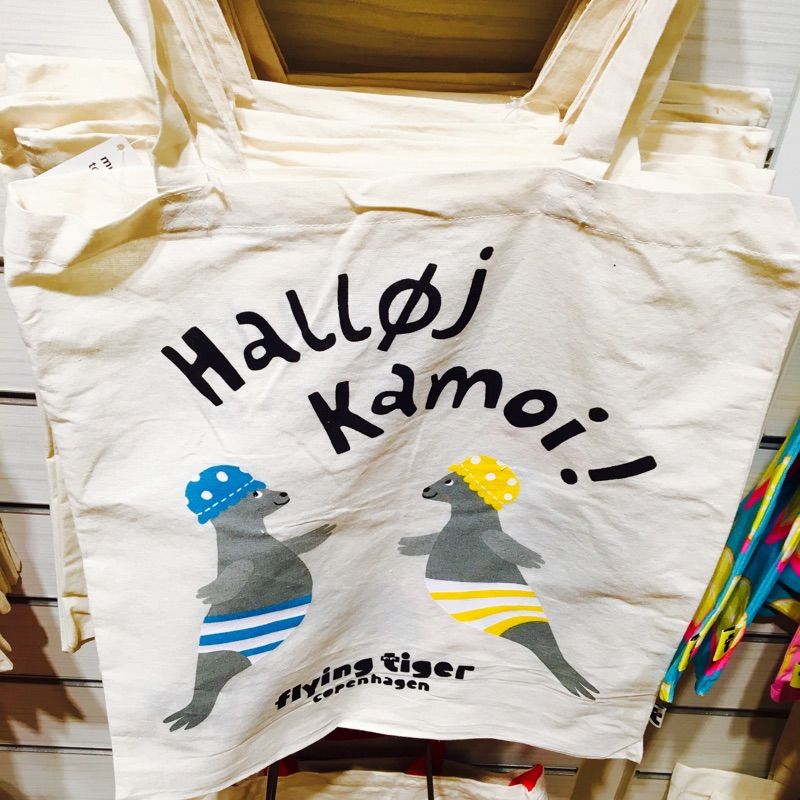 Halløj
Kamoi!
flying tiger
copenhagen